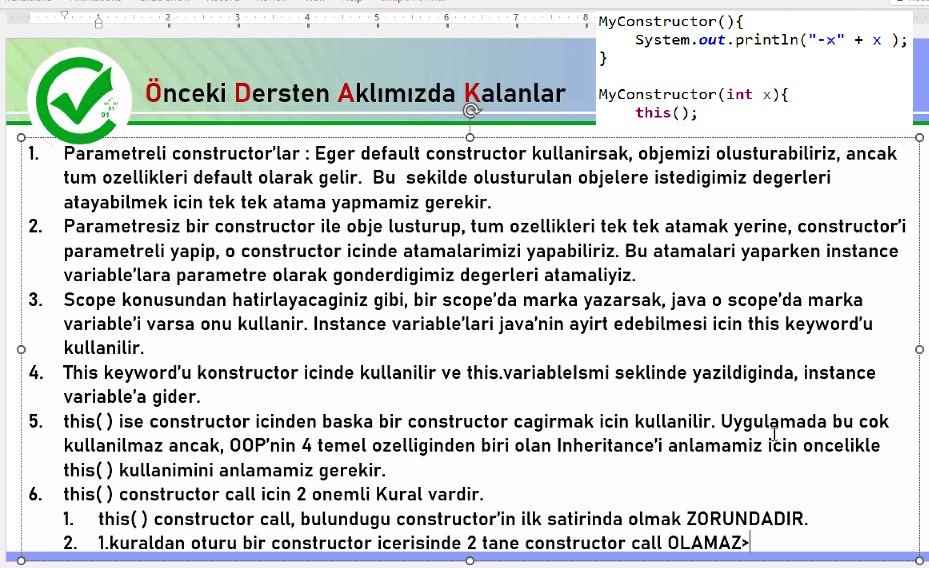 1 2 3 4 5 6 7 8
MyConstructor(){
System.out.println("-x" + x );
}
MyConstructor(int x){
this();
Önceki Dersten Aklımızda Kalanlar
1. Parametreli constructor'lar : Eger default constructor kullanirsak, objemizi olusturabiliriz, ancak
tum ozellikleri default olarak gelir. Bu sekilde olusturulan objelere istedigimiz degerleri
atayabilmek icin tek tek atama yapmamiz gerekir.
2. Parametresiz bir constructor ile obje lusturup, tum ozellikleri tek tek atamak yerine, constructor'i
parametreli yapip, o constructor icinde atamalarimizi yapabiliriz. Bu atamalari yaparken instance
variable'lara parametre olarak gonderdigimiz degerleri atamaliyiz.
3. Scope konusundan hatirlayacaginiz gibi, bir scope'da marka yazarsak, java o scope'da marka
variable'i varsa onu kullanir. Instance variable'lari java'nin ayirt edebilmesi icin this keyword'u
kullanilir.
4. This keyword'u konstructor icinde kullanilir ve this.variableIsmi seklinde yazildiginda, instance
variable'a gider.
5. this( ) ise constructor icinden baska bir constructor cagirmak icin kullanilir. Uygulamada bu cok
kullanilmaz ancak, OOP'nin 4 temel ozelliginden biri olan Inheritance'i anlamamiz icin oncelikle
this( ) kullanimini anlamamiz gerekir.
6. this( ) constructor call icin 2 onemli Kural vardir.
1. this( ) constructor call, bulundugu constructor'in ilk satirinda olmak ZORUNDADIR.
2. 1.kuraldan oturu bir constructor icerisinde 2 tane constructor call OLAMAZ>